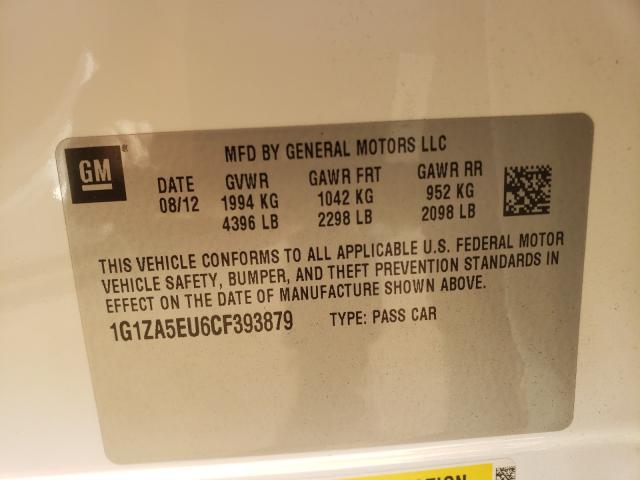 GM
MFD BY GENERAL MOTORS LLC
DATE GVWR GAWR FRT GAWR RR
08/12 1994 KG 1042 KG 952 KG
4396 LB 2298 LB 2098 LB
THIS VEHICLE CONFORMS TO ALL APPLICABLE U.S. FEDERAL MOTOR
VEHICLE SAFETY, BUMPER, AND THEFT PREVENTION STANDARDS IN
EFFECT ON THE DATE OF MANUFACTURE SHOWN ABOVE.
1G1ZA5EU6CF393879 TYPE: PASS CAR